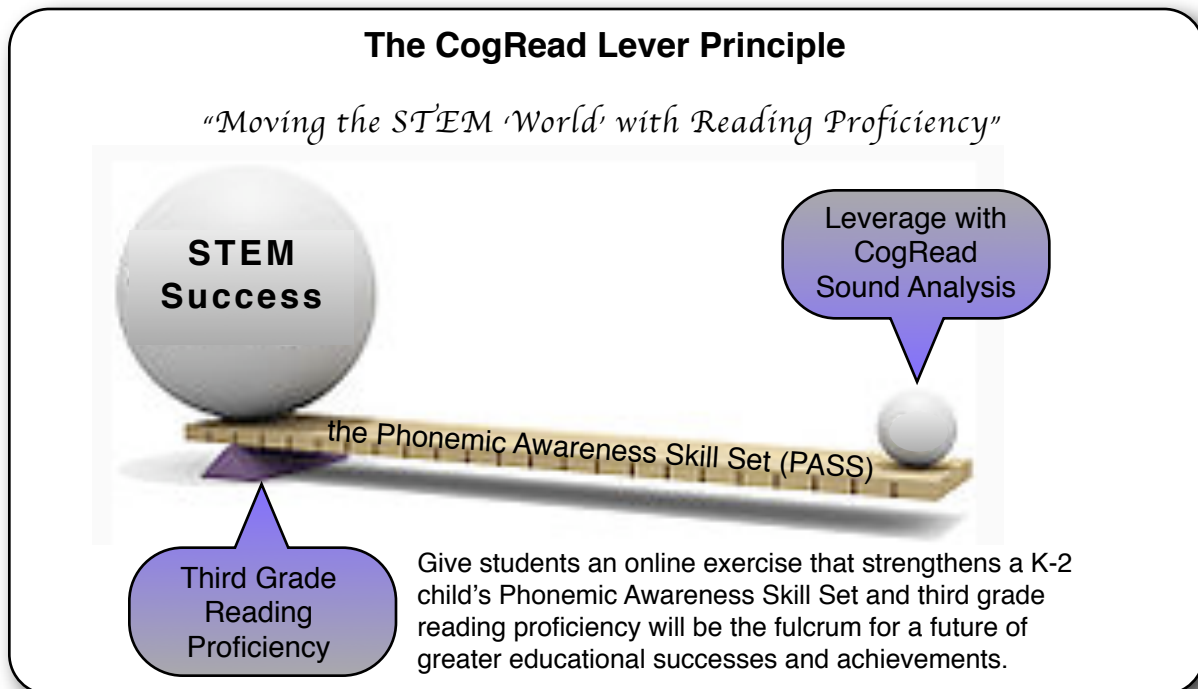 The CogRead Lever Principle
“Moving the STEM ‘World’ with Reading Proficiency”
STEM
Success
Leverage with
CogRead
Sound Analysis
the Phonemic Awareness Skill Set (PASS)
Third Grade
Reading
Proficiency
Give students an online exercise that strengthens a K-2
child’s Phonemic Awareness Skill Set and third grade
reading proficiency will be the fulcrum for a future of
greater educational successes and achievements.